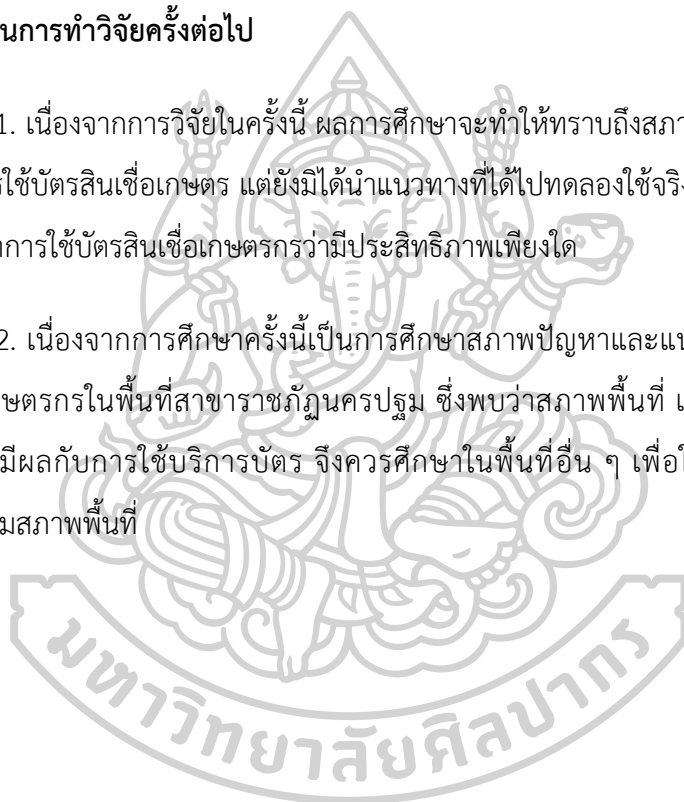 นการทำวิจัยครั้งต่อไป
1. เนื่องจากการวิจัยในครั้งนี้ ผลการศึกษาจะทำให้ทราบถึงสภา
ใช้บัตรสินเชื่อเกษตร แต่ยังมิได้นำแนวทางที่ได้ไปทดลองใช้จริง
การใช้บัตรสินเชื่อเกษตรกรว่ามีประสิทธิภาพเพียงใด
2. เนื่องจากการศึกษาครั้งนี้เป็นการศึกษาสภาพปัญหาและแน
ษตรกรในพื้นที่สาขาราชภัฏนครปฐม ซึ่งพบว่าสภาพพื้นที่ เ
มีผลกับการใช้บริการบัตร จึงควรศึกษาในพื้นที่อื่น ๆ เพื่อใ
มสภาพพื้นที่
มหาวิทยาลัยศิลปากร